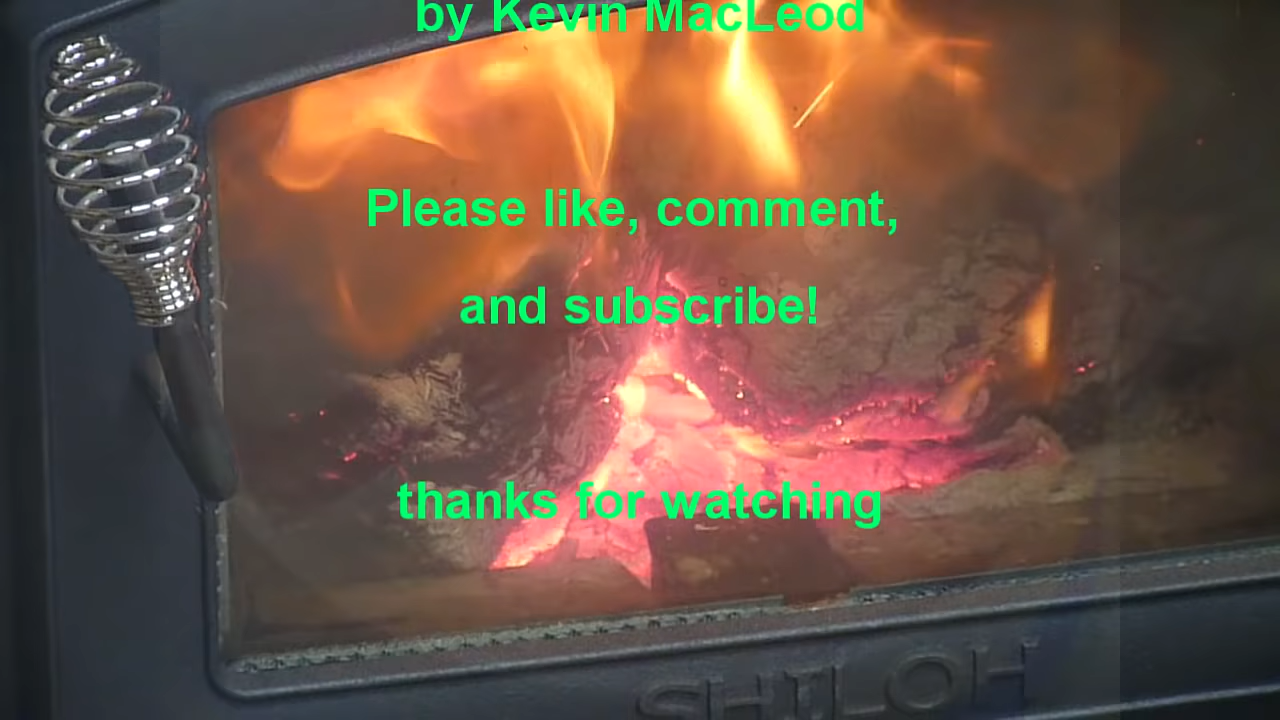 by Kevin MacLeod
Please like, comment,
and subscribe!
thanks for watching
SHILOH